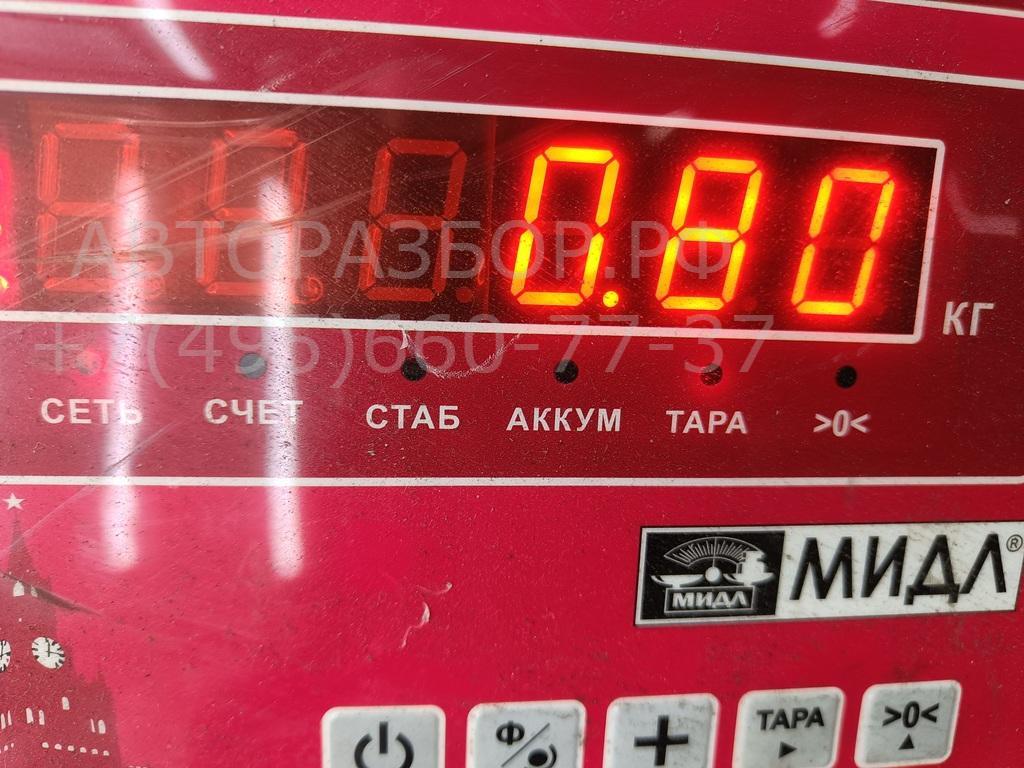 0.80
КГ
АВТОРАЗБОР.РФ
+7(495)660-77-37
СЕТЬ СЧЕТ СТАБ АККУМ ТАРА >0<
МИДЛ МИДЛ®
Ф/ + ТАРА >0<